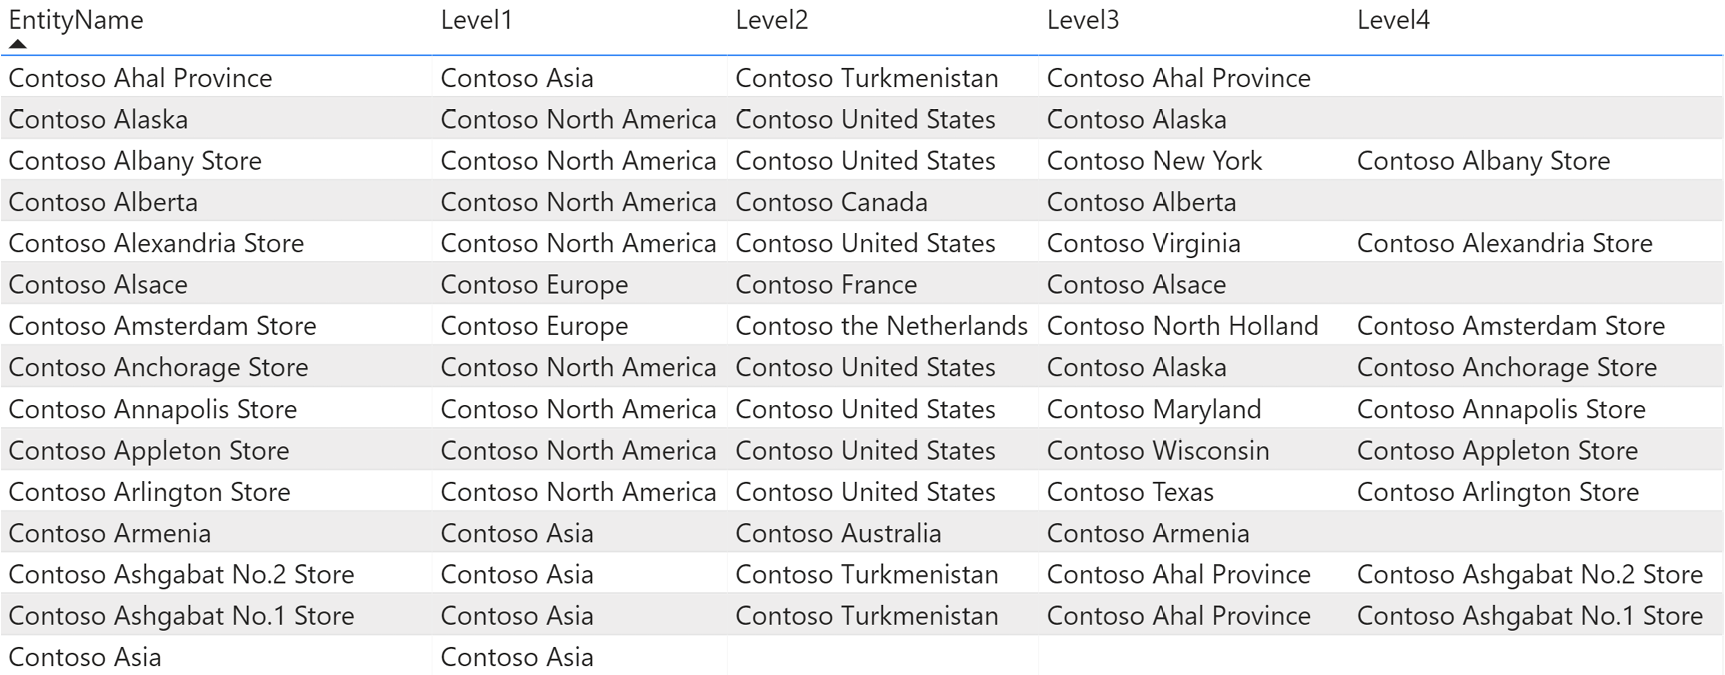 EntityName Level1 Level2 Level3 Level4
Contoso Ahal Province Contoso Asia Contoso Turkmenistan Contoso Ahal Province
Contoso Alaska Contoso North America Contoso United States Contoso Alaska
Contoso Albany Store Contoso North America Contoso United States Contoso New York Contoso Albany Store
Contoso Alberta Contoso North America Contoso Canada Contoso Alberta
Contoso Alexandria Store Contoso North America Contoso United States Contoso Virginia Contoso Alexandria Store
Contoso Alsace Contoso Europe Contoso France Contoso Alsace
Contoso Amsterdam Store Contoso Europe Contoso the Netherlands Contoso North Holland Contoso Amsterdam Store
Contoso Anchorage Store Contoso North America Contoso United States Contoso Alaska Contoso Anchorage Store
Contoso Annapolis Store Contoso North America Contoso United States Contoso Maryland Contoso Annapolis Store
Contoso Appleton Store Contoso North America Contoso United States Contoso Wisconsin Contoso Appleton Store
Contoso Arlington Store Contoso North America Contoso United States Contoso Texas Contoso Arlington Store
Contoso Armenia Contoso Asia Contoso Australia Contoso Armenia
Contoso Ashgabat No.2 Store Contoso Asia Contoso Turkmenistan Contoso Ahal Province Contoso Ashgabat No.2 Store
Contoso Ashgabat No.1 Store Contoso Asia Contoso Turkmenistan Contoso Ahal Province Contoso Ashgabat No.1 Store
Contoso Asia Contoso Asia